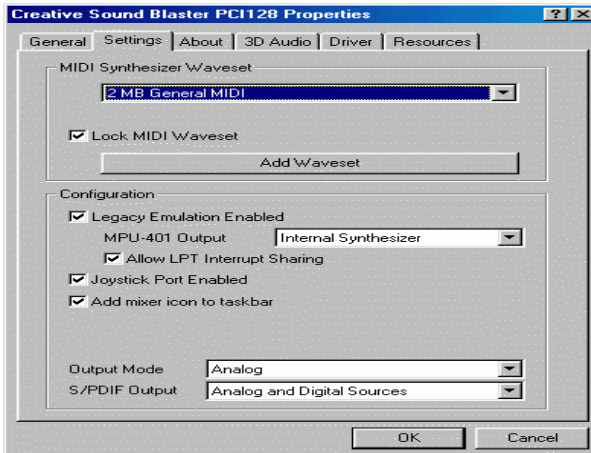 Creative Sound Blaster PCI128 Properties
General Settings About 3D Audio Driver Resources
MIDI Synthesizer Waveset
2 MB General MIDI
Lock MIDI Waveset
Add Waveset
Configuration
Legacy Emulation Enabled
MPU-401 Output Internal Synthesizer
Allow LPT Interrupt Sharing
Joystick Port Enabled
Add mixer icon to taskbar
Output Mode Analog
S/PDIF Output Analog and Digital Sources
OK Cancel